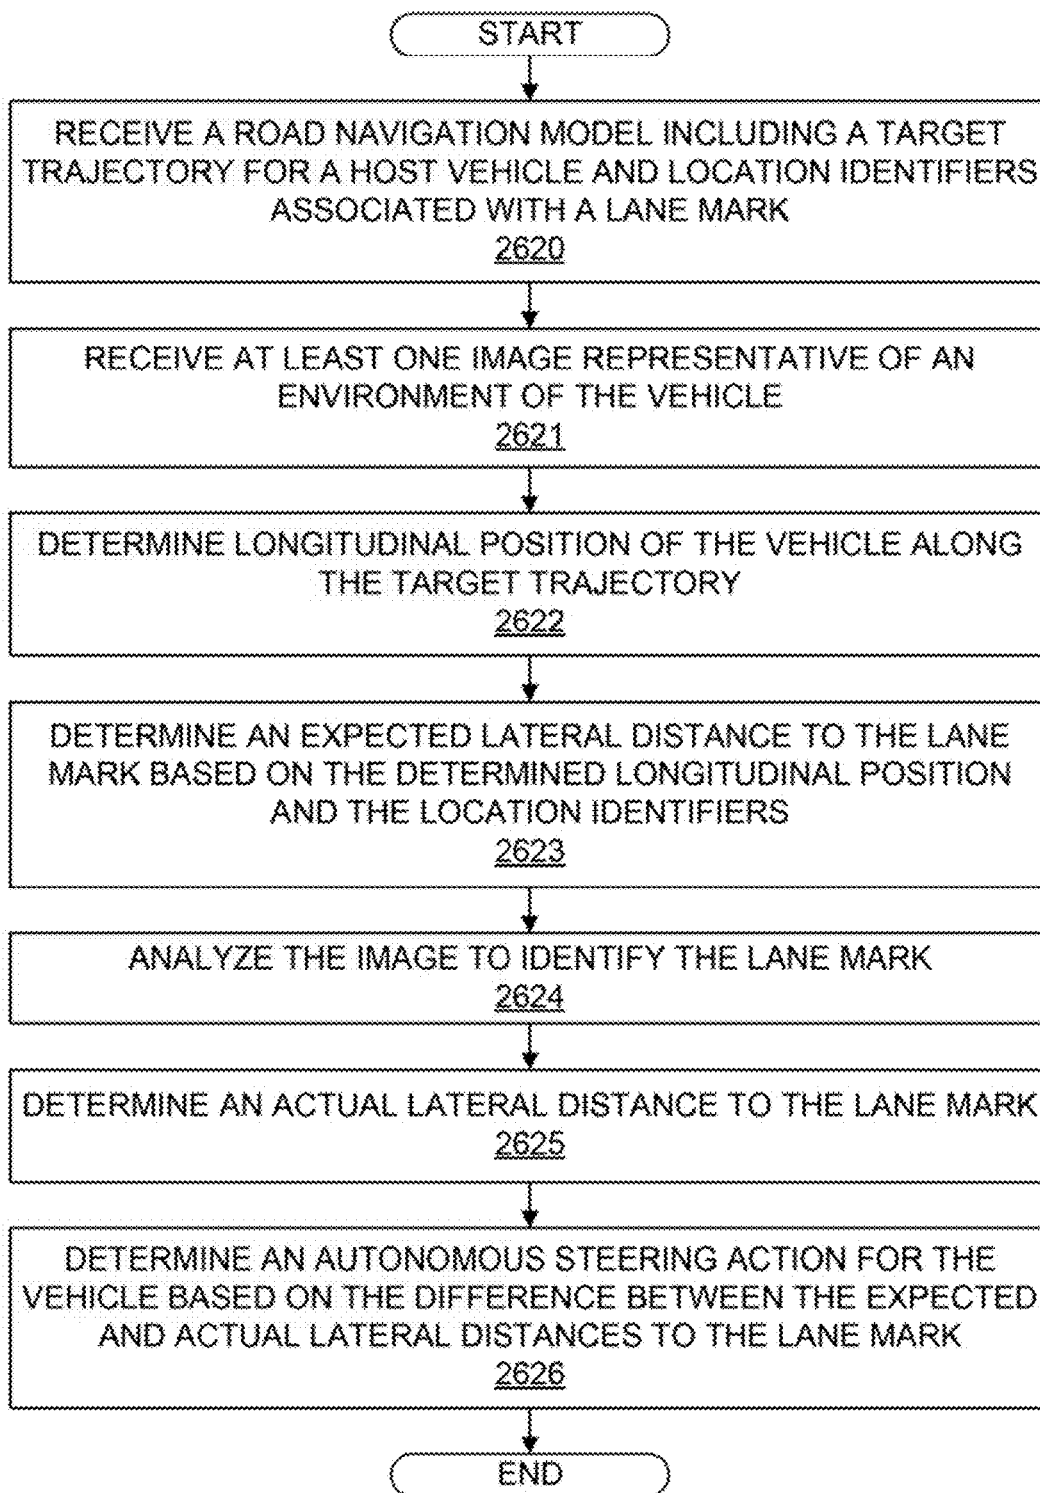 START
RECEIVE A ROAD NAVIGATION MODEL INCLUDING A TARGET
TRAJECTORY FOR A HOST VEHICLE AND LOCATION IDENTIFIERS
ASSOCIATED WITH A LANE MARK
2620
RECEIVE AT LEAST ONE IMAGE REPRESENTATIVE OF AN
ENVIRONMENT OF THE VEHICLE
2621
DETERMINE LONGITUDINAL POSITION OF THE VEHICLE ALONG
THE TARGET TRAJECTORY
2622
DETERMINE AN EXPECTED LATERAL DISTANCE TO THE LANE
MARK BASED ON THE DETERMINED LONGITUDINAL POSITION
AND THE LOCATION IDENTIFIERS
2623
ANALYZE THE IMAGE TO IDENTIFY THE LANE MARK
2624
DETERMINE AN ACTUAL LATERAL DISTANCE TO THE LANE MARK
2625
DETERMINE AN AUTONOMOUS STEERING ACTION FOR THE
VEHICLE BASED ON THE DIFFERENCE BETWEEN THE EXPECTED
AND ACTUAL LATERAL DISTANCES TO THE LANE MARK
2626
END